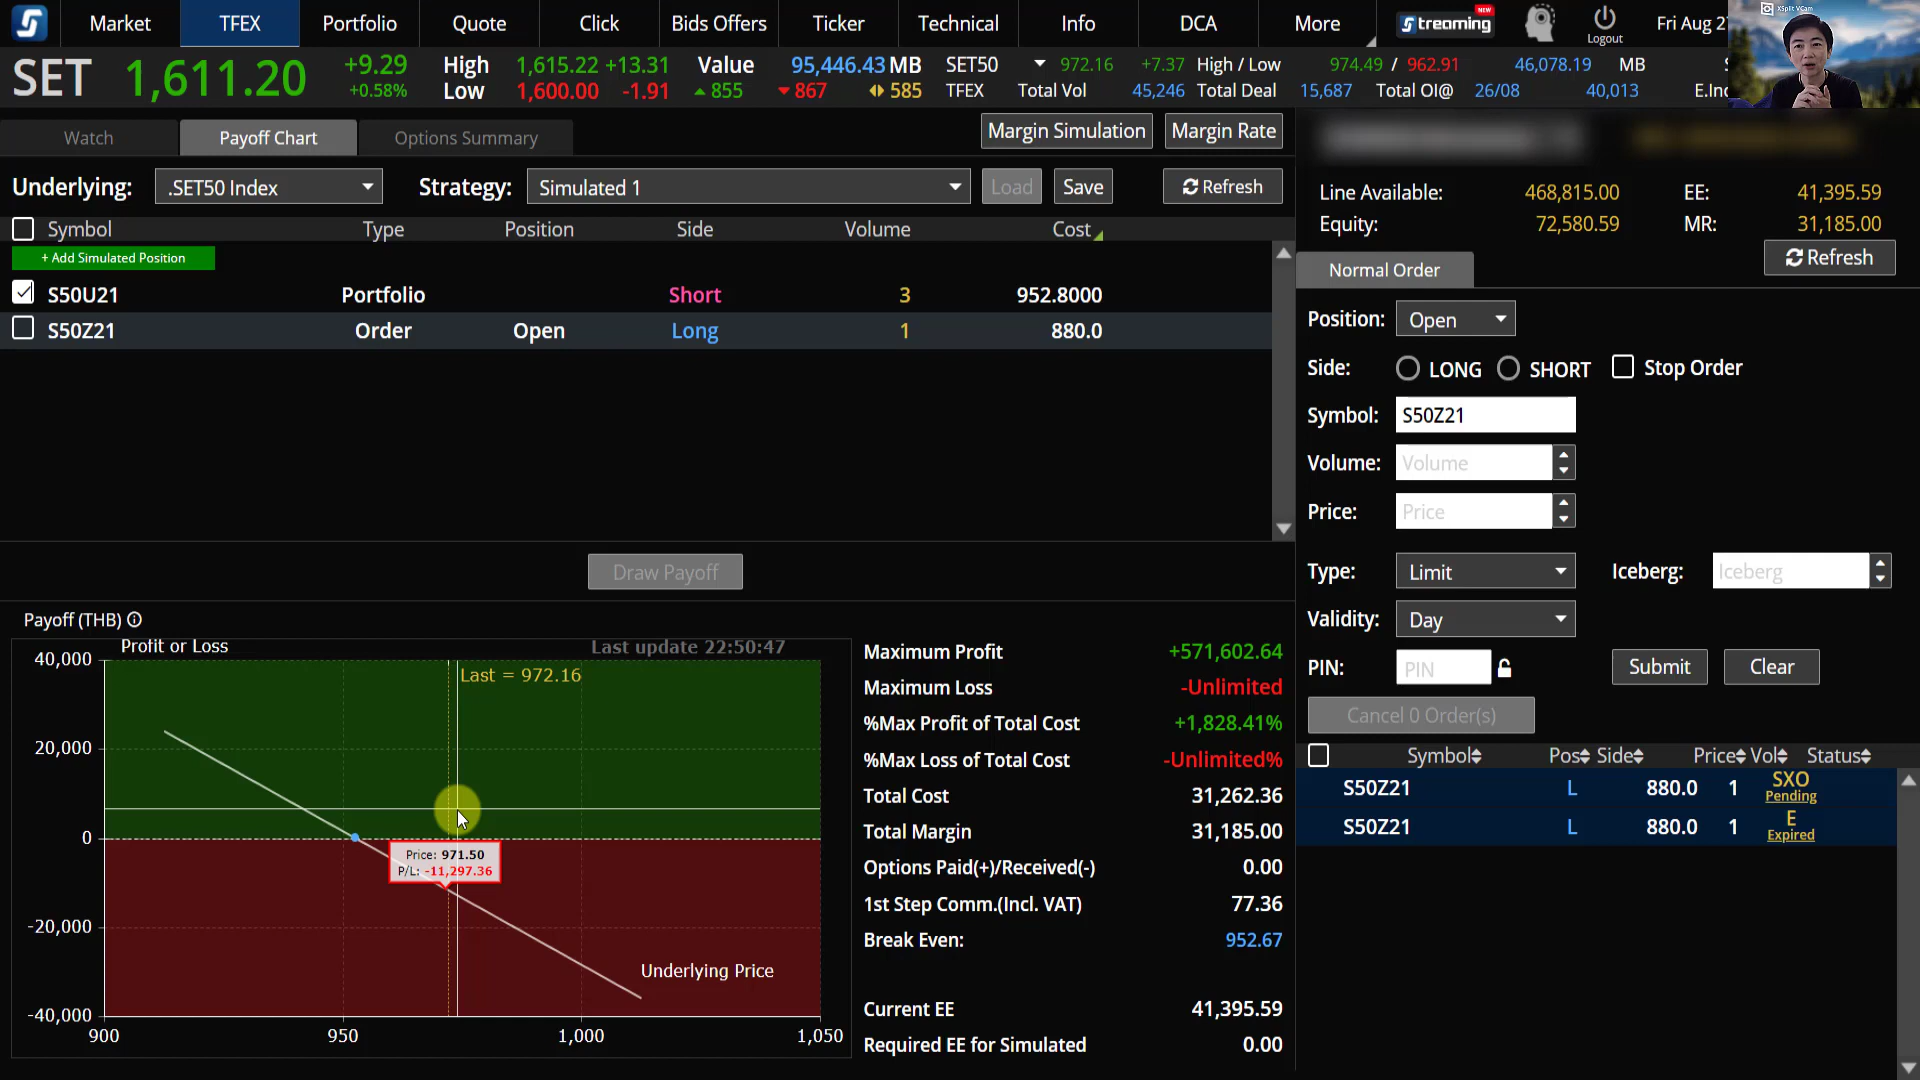 Market TFEX Portfolio Quote Click Bids Offers Ticker Technical Info DCA More Streaming NEW Logout Fri Aug 2
XSplit VCam
SET 1,611.20 +9.29 +0.58%
High 1,615.22 +13.31 Value 95,446.43 MB SET50 972.16 +7.37 High / Low 974.49 / 962.91 46,078.19 MB
Low 1,600.00 -1.91 855 867 585 TFEX Total Vol 45,246 Total Deal 15,687 Total OI@ 26/08 40,013
Watch Payoff Chart Options Summary Margin Simulation Margin Rate
Underlying: .SET50 Index Strategy: Simulated 1 Load Save Refresh
Symbol Type Position Side Volume Cost
+ Add Simulated Position
S50U21 Portfolio Short 3 952.8000
S50Z21 Order Open Long 1 880.0
Draw Payoff
Payoff (THB)
Profit or Loss Last update 22:50:47
Last = 972.16
40,000
20,000
0
-20,000
-40,000
Price: 971.50
P/L: -11,297.36
Underlying Price
900 950 1,000 1,050
Maximum Profit +571,602.64
Maximum Loss -Unlimited
%Max Profit of Total Cost +1,828.41%
%Max Loss of Total Cost -Unlimited%
Total Cost 31,262.36
Total Margin 31,185.00
Options Paid(+)/Received(-) 0.00
1st Step Comm.(Incl. VAT) 77.36
Break Even: 952.67
Current EE 41,395.59
Required EE for Simulated 0.00
Line Available: 468,815.00 EE: 41,395.59
Equity: 72,580.59 MR: 31,185.00
Refresh
Normal Order
Position: Open
Side: LONG SHORT Stop Order
Symbol: S50Z21
Volume: Volume
Price: Price
Type: Limit Iceberg: Iceberg
Validity: Day
PIN: PIN Submit Clear
Cancel 0 Order(s)
Symbol Pos Side Price Vol Status
S50Z21 L 880.0 1 SXO
Pending
S50Z21 L 880.0 1 E
Expired